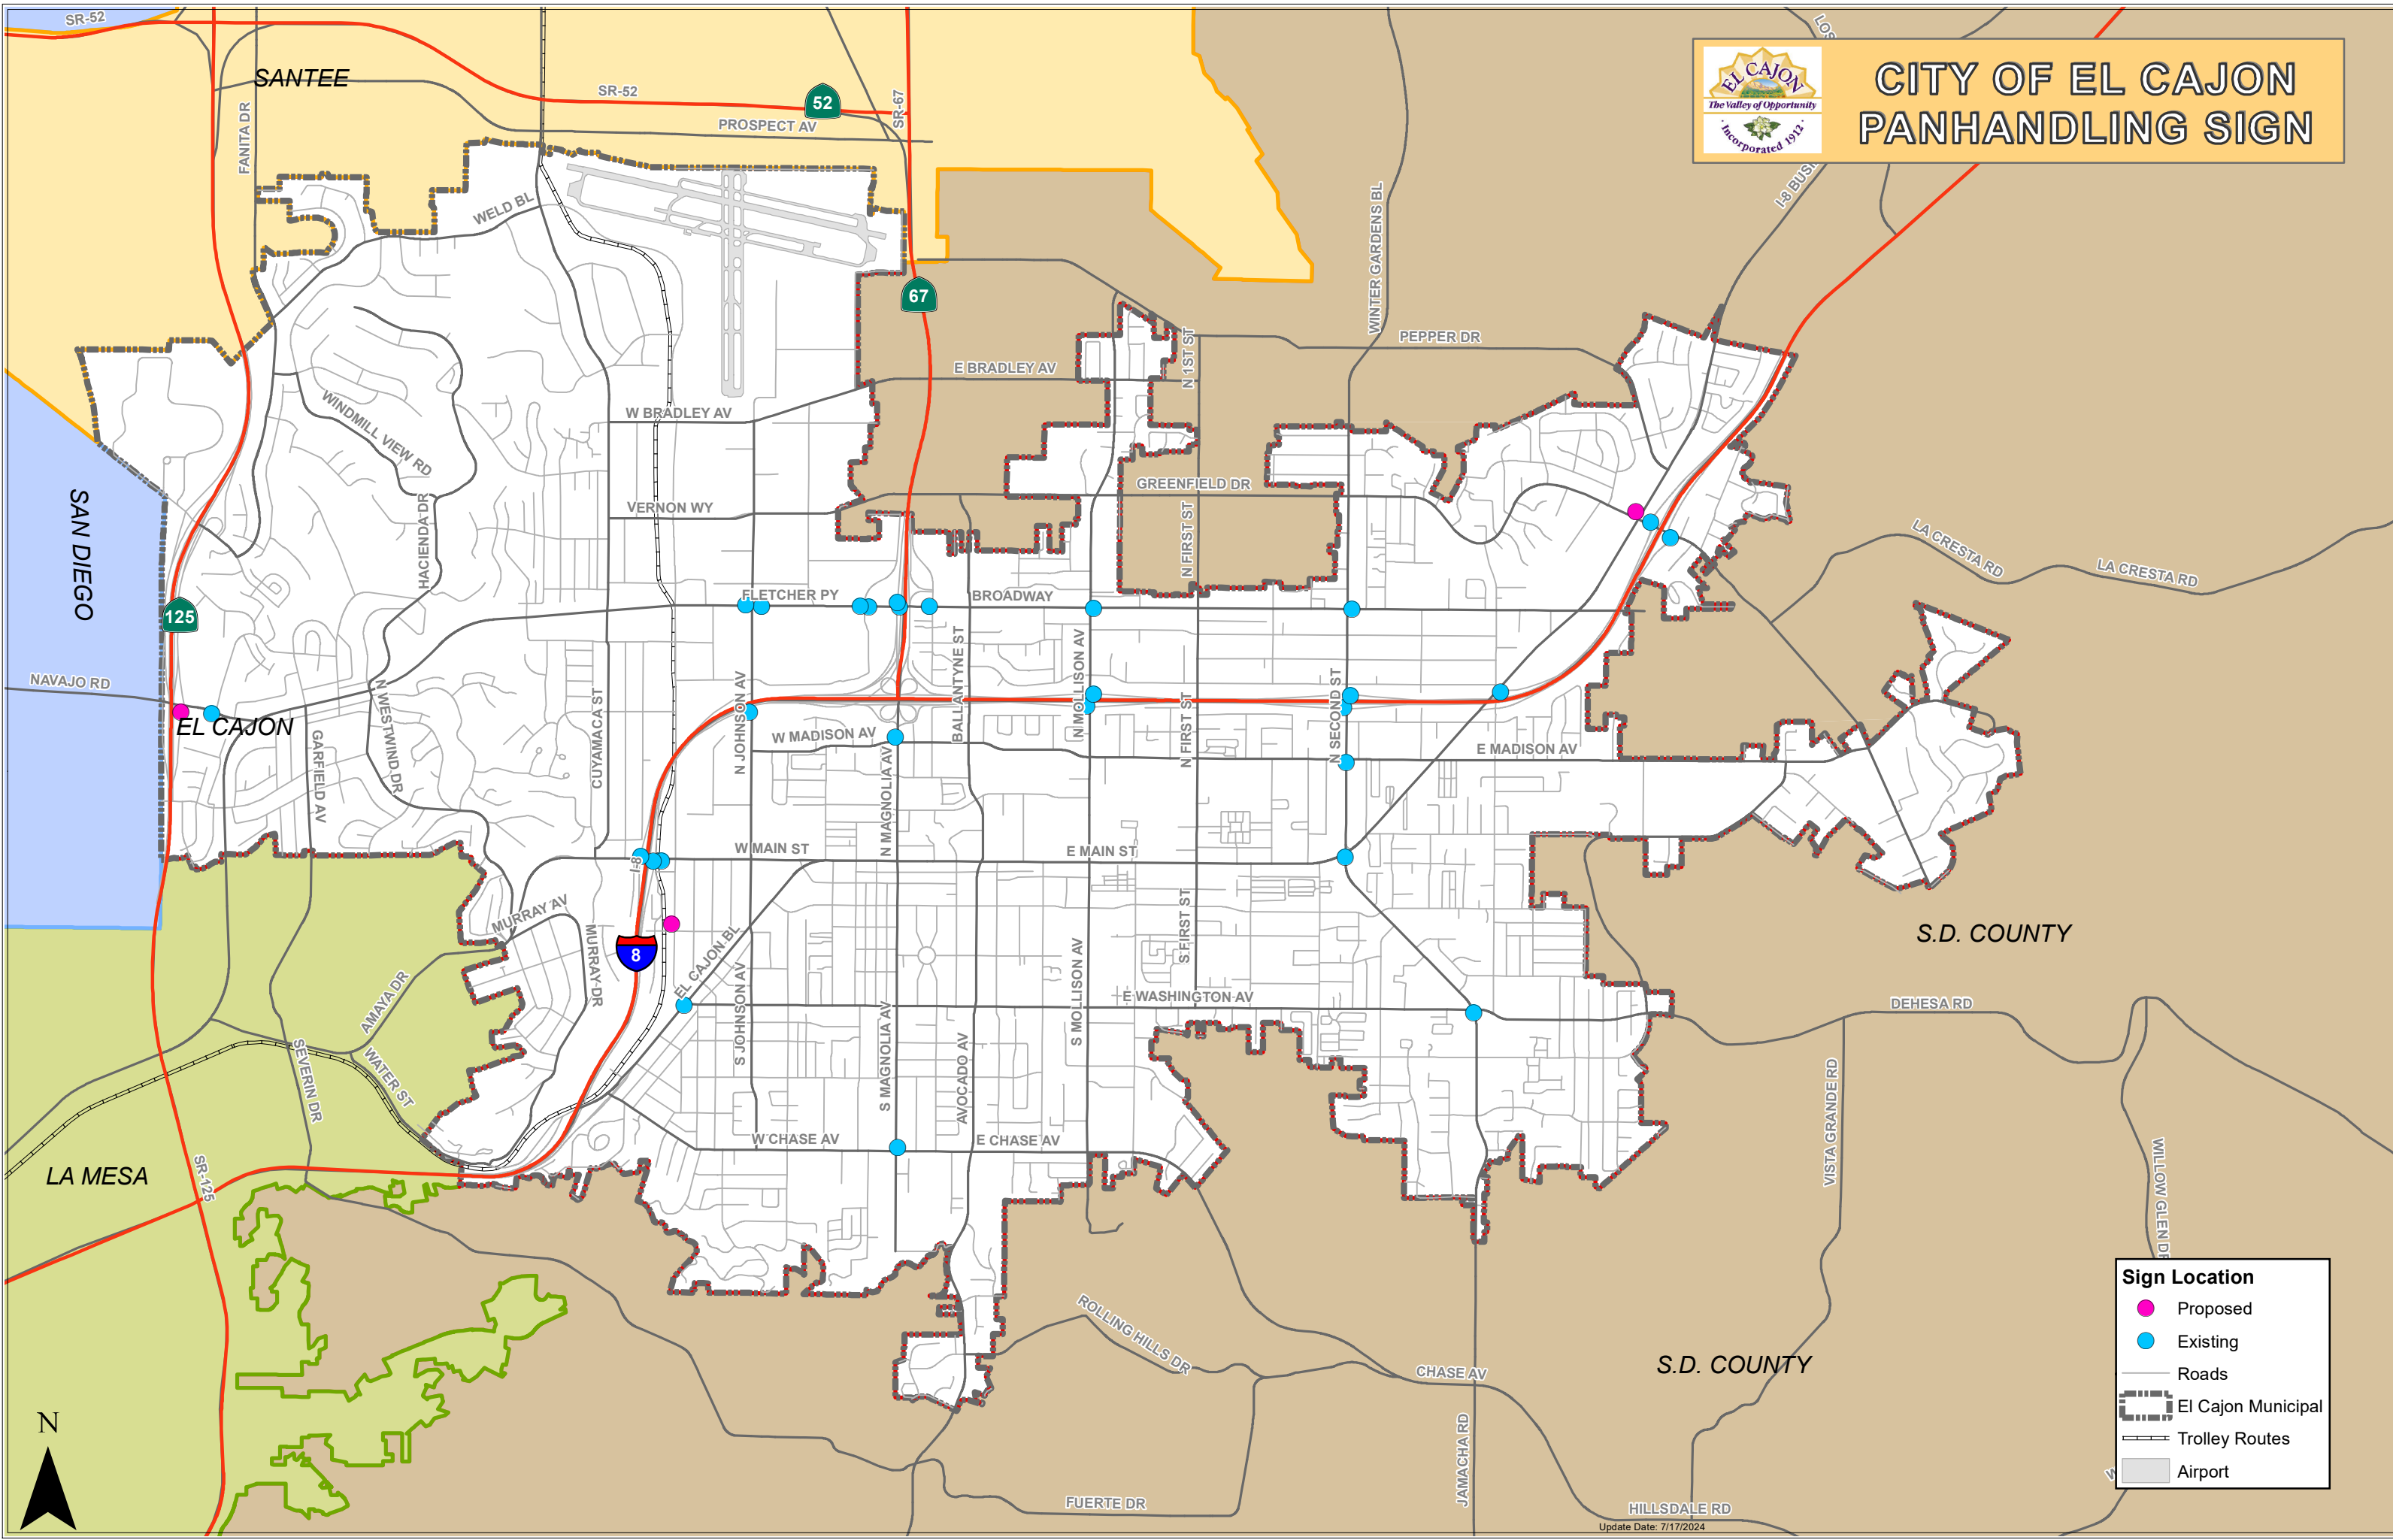 SR-52
SANTEE
SR-52
52
SR-67
PROSPECT AV
FANITA DR
EL CAJON
The Valley of Opportunity
· Incorporated 1912 ·
CITY OF EL CAJON
PANHANDLING SIGN
WELD BL
WINTER GARDENS BL
67
PEPPER DR
N 1ST ST
E BRADLEY AV
W BRADLEY AV
WINDMILL VIEW RD
HACIENDA DR
VERNON WY
GREENFIELD DR
N FIRST ST
SAN DIEGO
125
LA CRESTA RD
LA CRESTA RD
FLETCHER PY
BROADWAY
NAVAJO RD
EL CAJON
N WESTWIND DR
GARFIELD AV
CUYAMACA ST
N JOHNSON AV
W MADISON AV
N MAGNOLIA AV
BALLANTYNE ST
N MOLLISON AV
N FIRST ST
N SECOND ST
E MADISON AV
I-8
W MAIN ST
E MAIN ST
MURRAY AV
MURRAY DR
8
EL CAJON BL
S FIRST ST
S.D. COUNTY
AMAYA DR
WATER ST
SEVERIN DR
S JOHNSON AV
S MAGNOLIA AV
AVOCADO AV
S MOLLISON AV
E WASHINGTON AV
DEHESA RD
VISTA GRANDE RD
W CHASE AV
E CHASE AV
LA MESA
SR-125
ROLLING HILLS DR
CHASE AV
S.D. COUNTY
JAMACHA RD
FUERTE DR
HILLSDALE RD
Update Date: 7/17/2024
N
Sign Location
Proposed
Existing
Roads
El Cajon Municipal
Trolley Routes
Airport
WILLOW GLEN